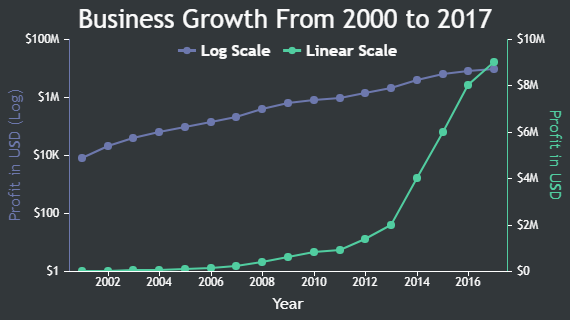 Business Growth From 2000 to 2017
Log Scale
Linear Scale
Profit in USD (Log)
$100M
$1M
$10K
$100
$1
$10M
$8M
$6M
$4M
$2M
$0
Profit in USD
2002 2004 2006 2008 2010 2012 2014 2016
Year